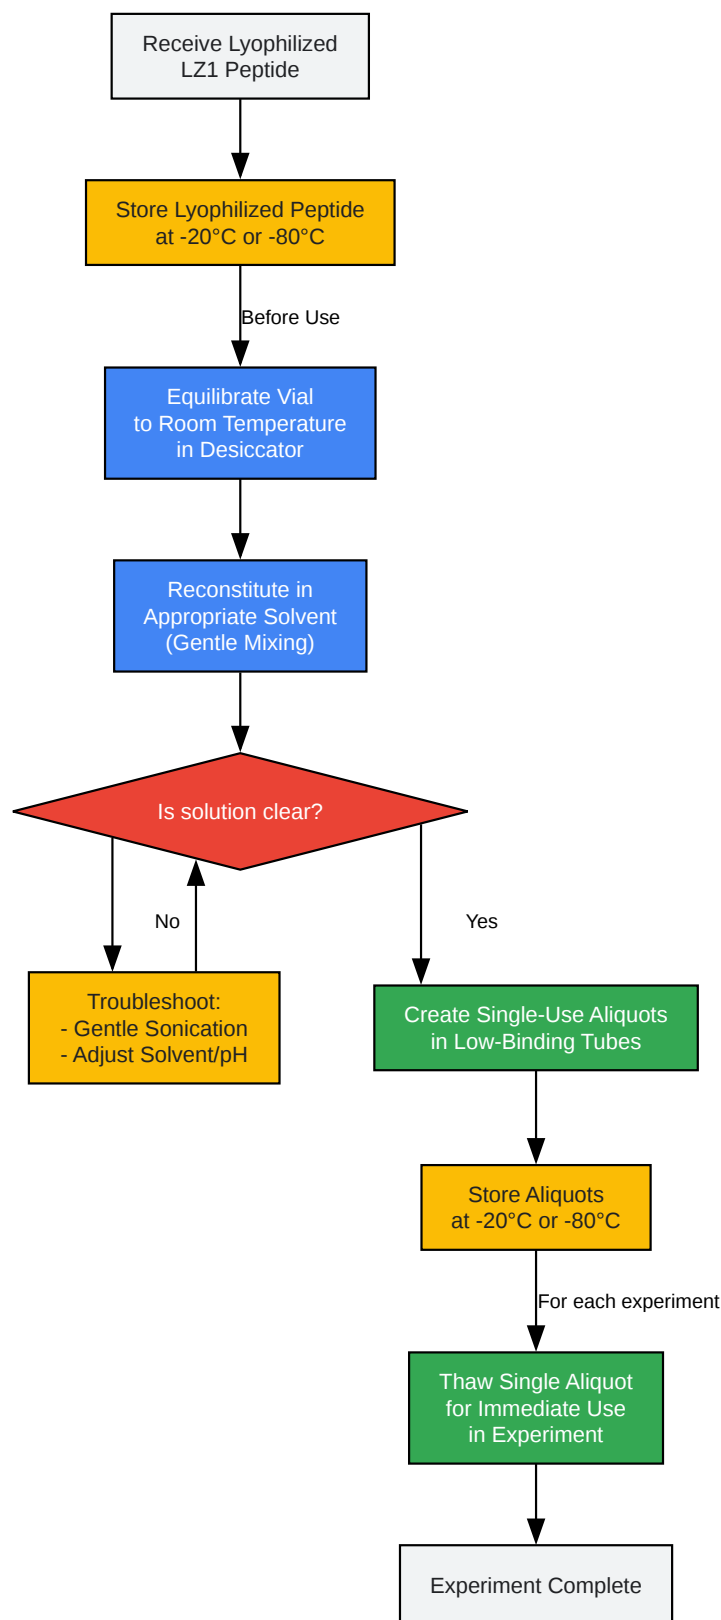 Receive Lyophilized
LZ1 Peptide
Store Lyophilized Peptide
at -20°C or -80°C
Before Use
Equilibrate Vial
to Room Temperature
in Desiccator
Reconstitute in
Appropriate Solvent
(Gentle Mixing)
Is solution clear?
No
Yes
Troubleshoot:
- Gentle Sonication
- Adjust Solvent/pH
Create Single-Use Aliquots
in Low-Binding Tubes
Store Aliquots
at -20°C or -80°C
For each experiment
Thaw Single Aliquot
for Immediate Use
in Experiment
Experiment Complete